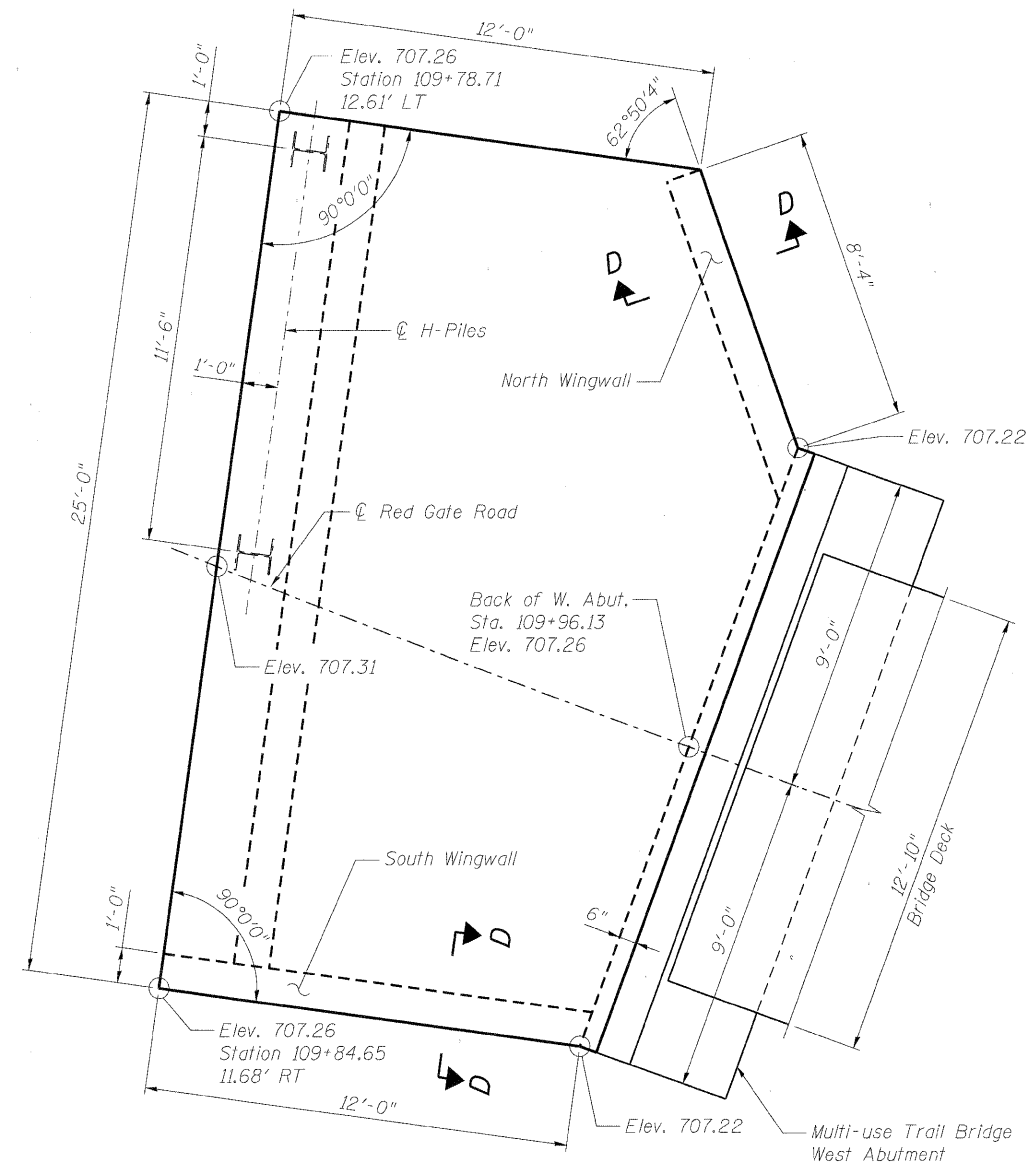 12'-0"
Elev. 707.26
Station 109+78.71
12.61' LT
1'-0"
62°50'4"
90°0'0"
D
D
8'-4"
11'-6"
℄ H-Piles
1'-0"
North Wingwall
Elev. 707.22
25'-0"
℄ Red Gate Road
Back of W. Abut.
Sta. 109+96.13
Elev. 707.26
9'-0"
Elev. 707.31
12'-10"
Bridge Deck
South Wingwall
90°0'0"
1'-0"
6"
9'-0"
D
Elev. 707.26
Station 109+84.65
11.68' RT
D
12'-0"
Elev. 707.22
Multi-use Trail Bridge
West Abutment